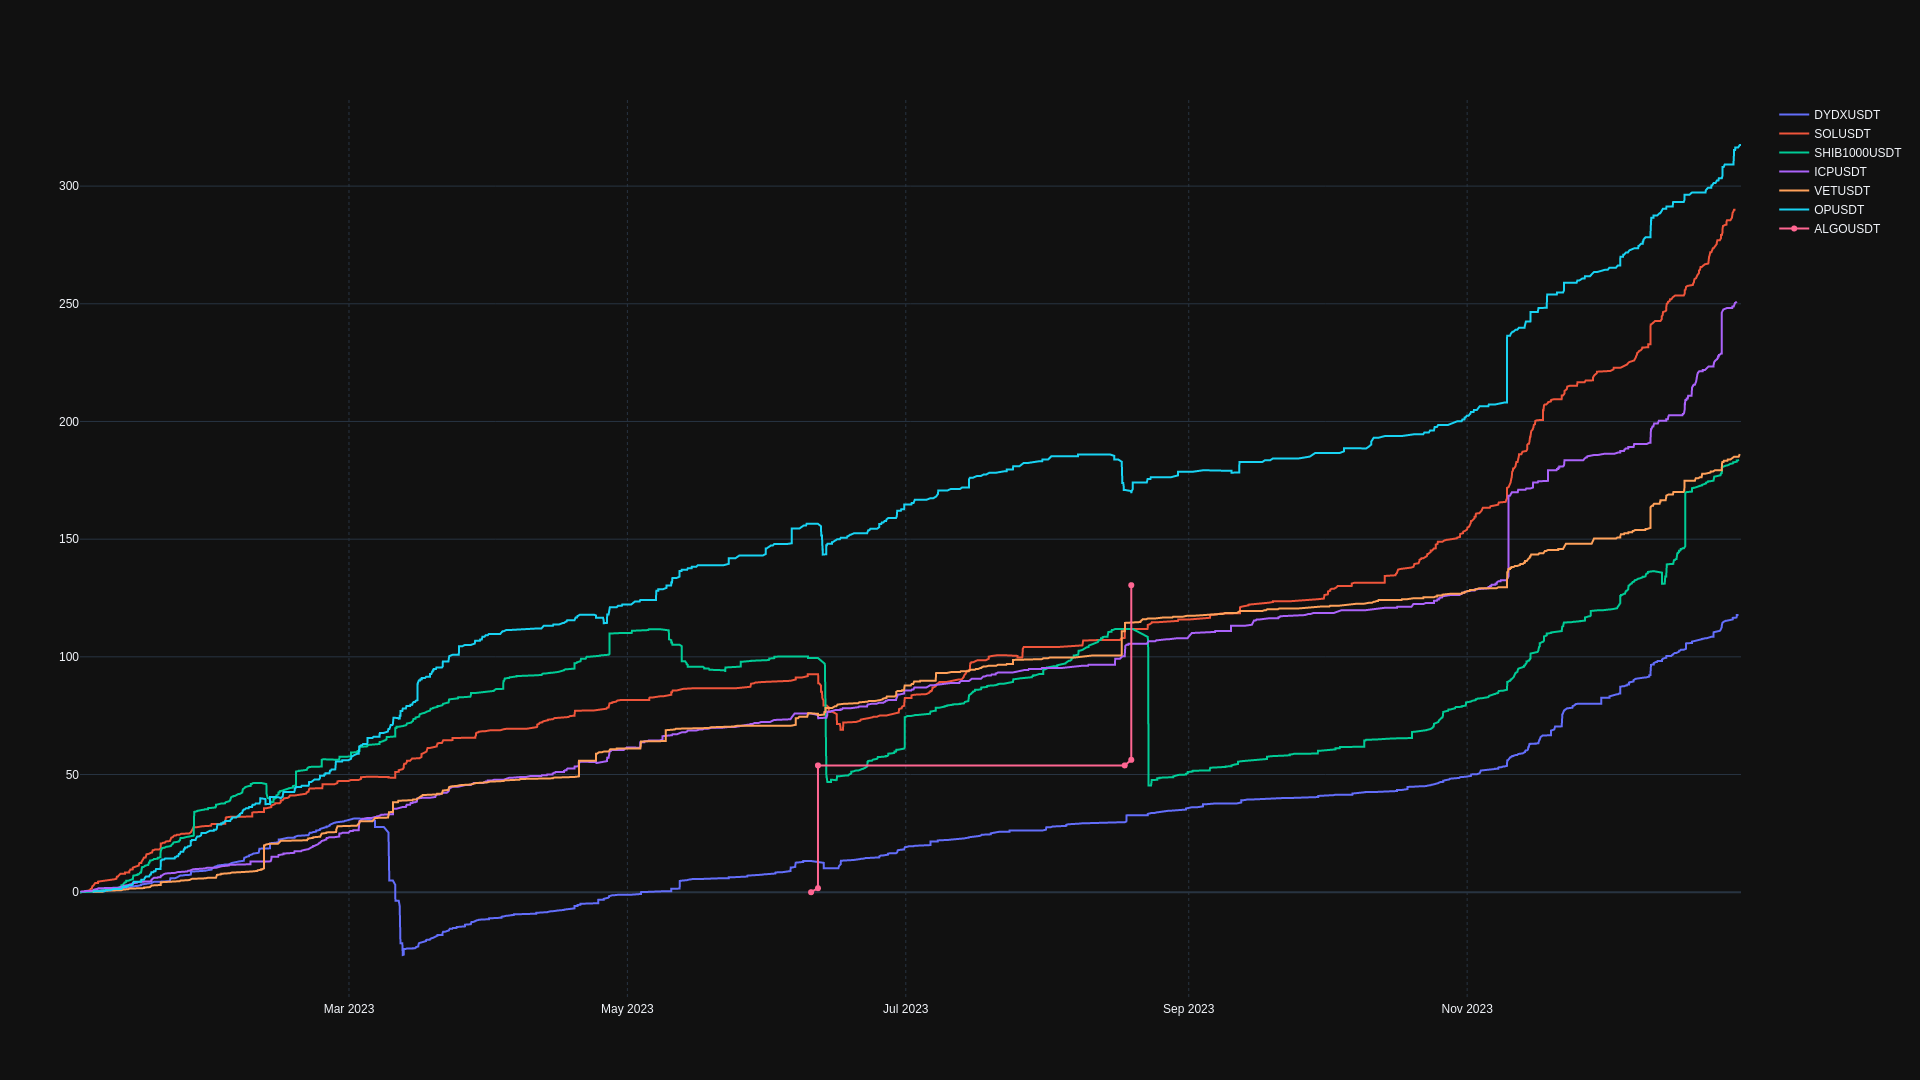 DYDXUSDT
SOLUSDT
SHIB1000USDT
ICPUSDT
VETUSDT
OPUSDT
ALGOUSDT
300
250
200
150
100
50
0
Mar 2023 May 2023 Jul 2023 Sep 2023 Nov 2023